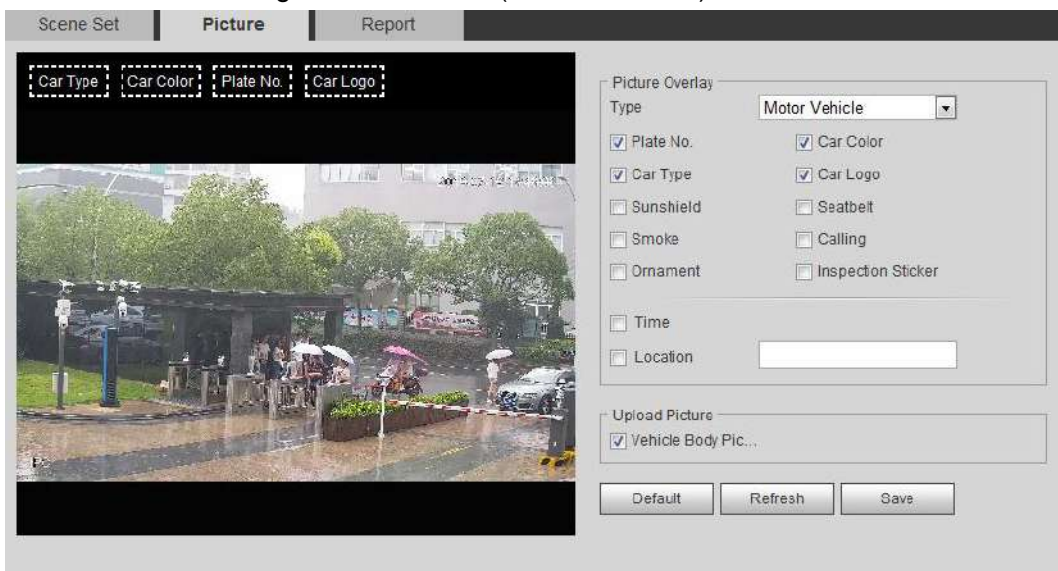 Scene Set Picture Report
Car Type Car Color Plate No. Car Logo
Picture Overlay
Type Motor Vehicle
Plate No. Car Color
Car Type Car Logo
Sunshield Seatbelt
Smoke Calling
Ornament Inspection Sticker
Time
Location
Upload Picture
Vehicle Body Pic...
Default Refresh Save